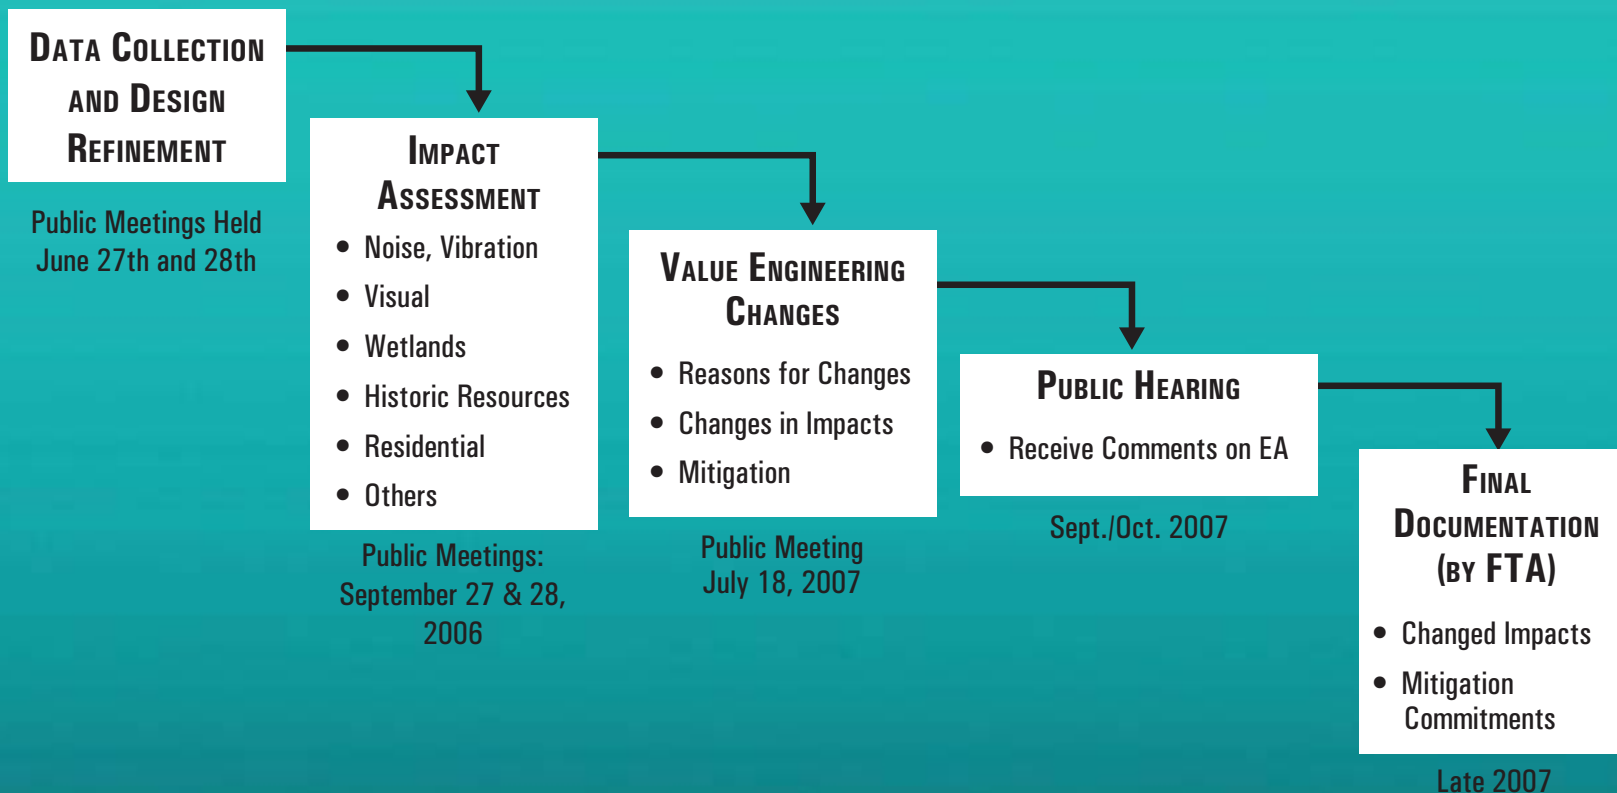 DATA COLLECTION
AND DESIGN
REFINEMENT
Public Meetings Held
June 27th and 28th
IMPACT
ASSESSMENT
• Noise, Vibration
• Visual
• Wetlands
• Historic Resources
• Residential
• Others
Public Meetings:
September 27 & 28,
2006
VALUE ENGINEERING
CHANGES
• Reasons for Changes
• Changes in Impacts
• Mitigation
Public Meeting
July 18, 2007
PUBLIC HEARING
• Receive Comments on EA
Sept./Oct. 2007
FINAL
DOCUMENTATION
(BY FTA)
• Changed Impacts
• Mitigation
Commitments
Late 2007